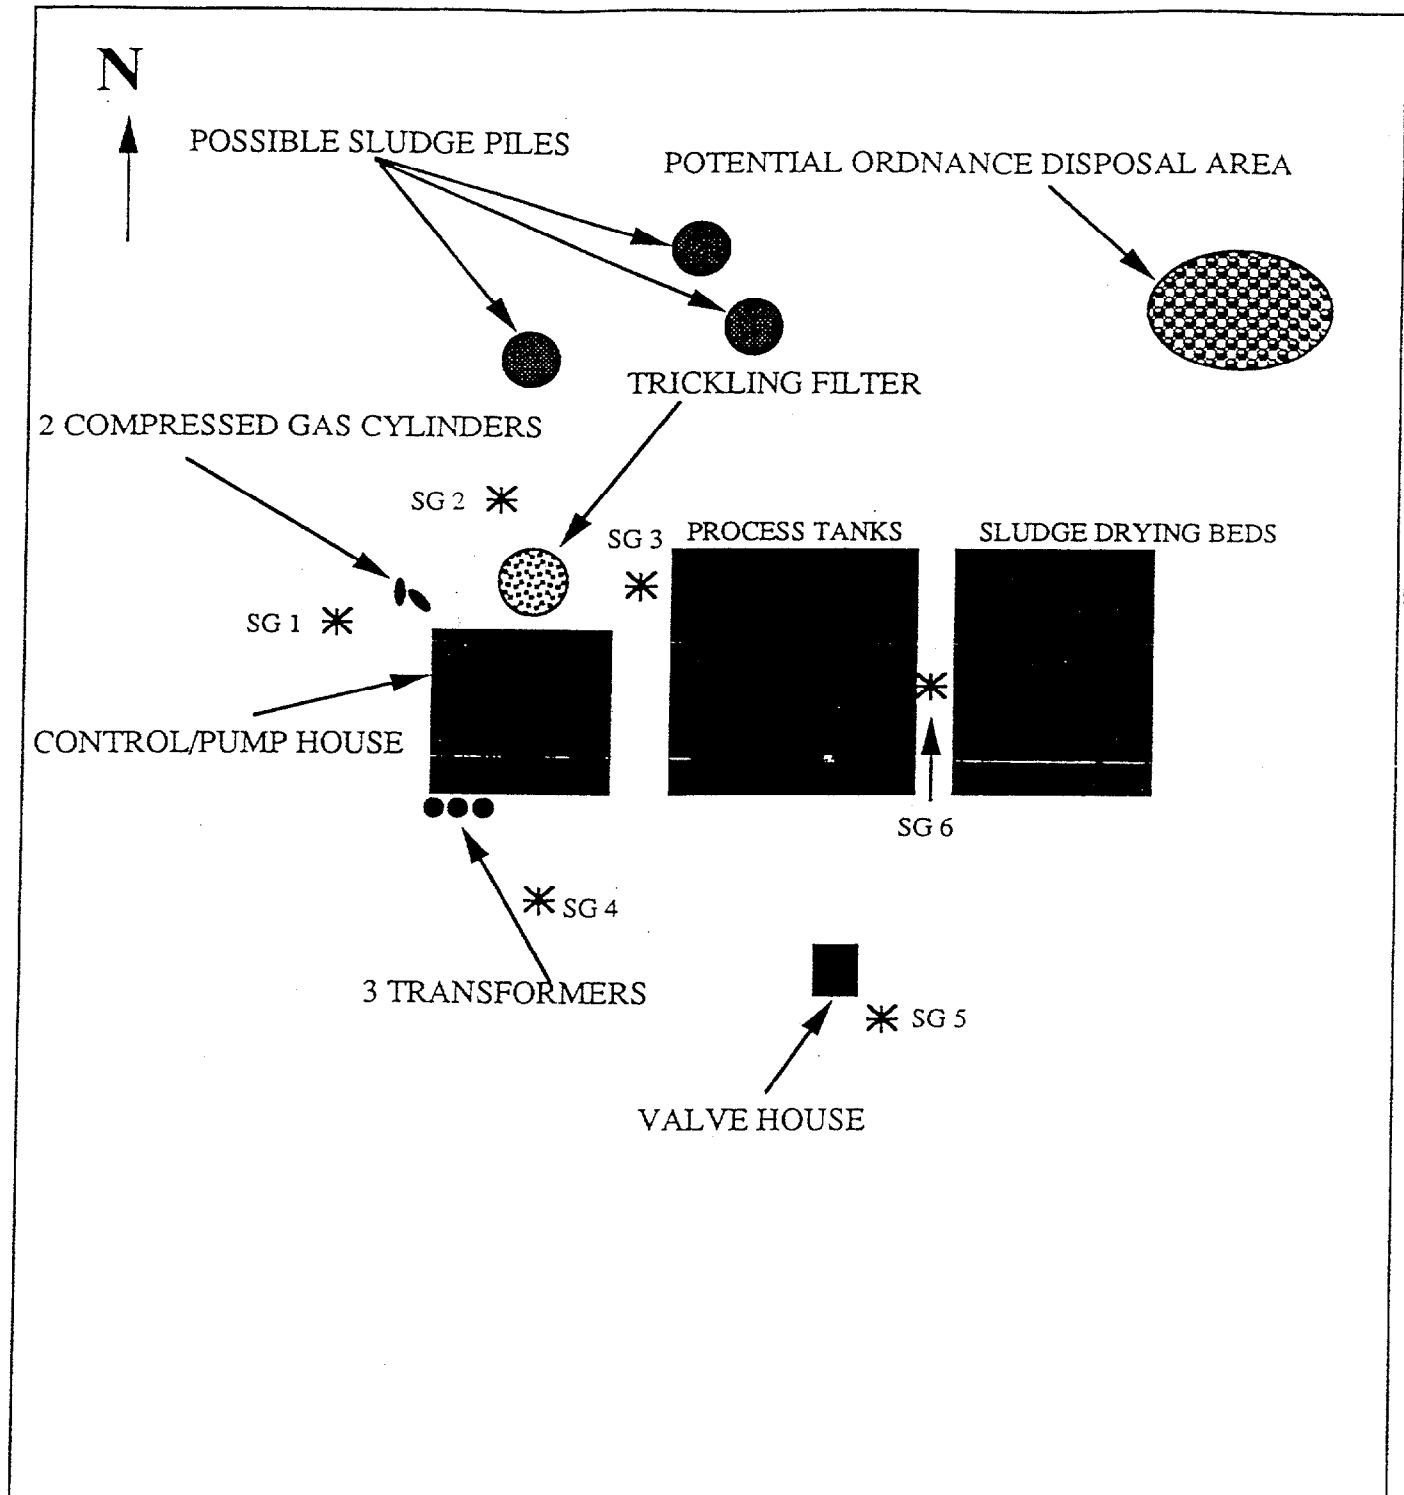 N
POSSIBLE SLUDGE PILES
POTENTIAL ORDNANCE DISPOSAL AREA
TRICKLING FILTER
2 COMPRESSED GAS CYLINDERS
SG 2
SG 3
PROCESS TANKS
SLUDGE DRYING BEDS
SG 1
CONTROL/PUMP HOUSE
SG 6
SG 4
3 TRANSFORMERS
SG 5
VALVE HOUSE